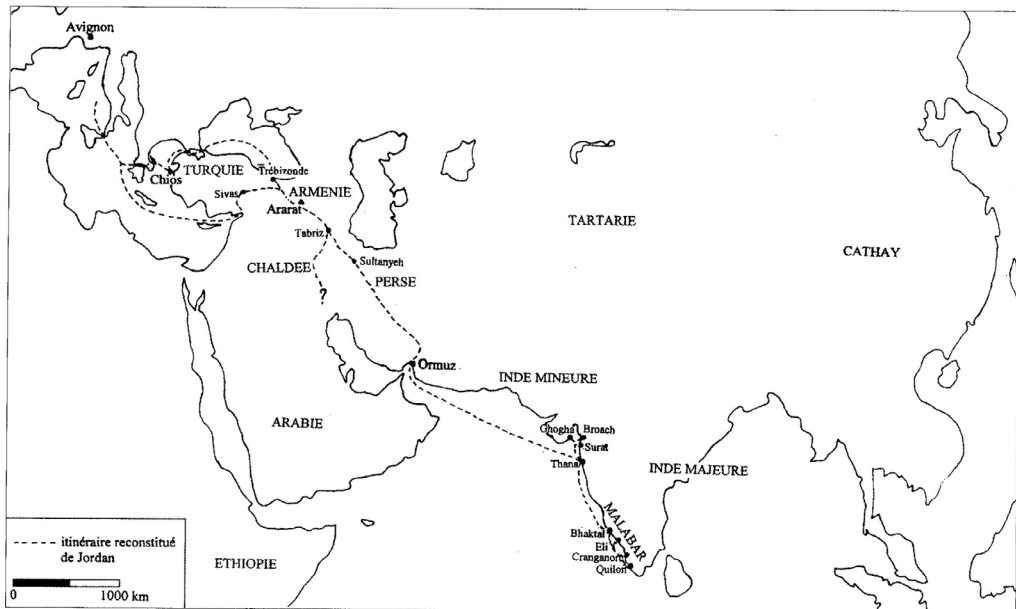 Avignon
TURQUIE
Trébizonde
Chios
Sivas
ARMENIE
Ararat
Tabriz
TARTARIE
CATHAY
CHALDEE
Sultanyeh
PERSE
?
Ormuz
INDE MINEURE
ARABIE
Ghogha
Broach
Surat
Thana
INDE MAJEURE
MALABAR
Bhaktal
Eli
Cranganore
Quilon
ETHIOPIE
itinéraire reconstitué
de Jordan
0 1000 km